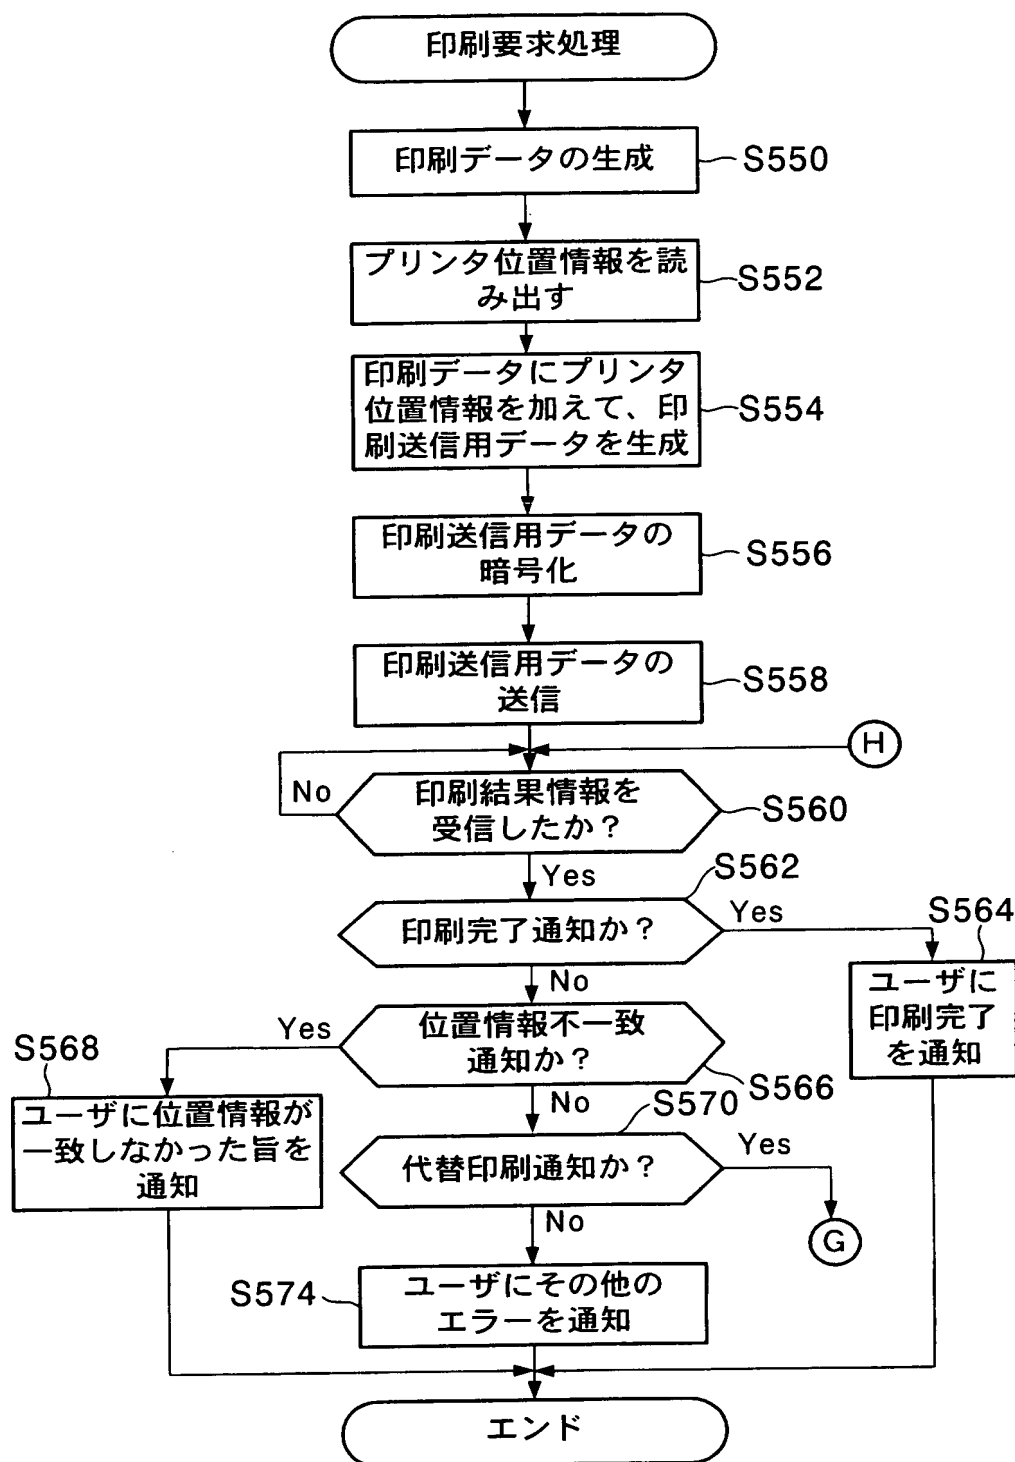 印刷要求処理
印刷データの生成
S550
プリンタ位置情報を読
み出す
S552
印刷データにプリンタ
位置情報を加えて、印
刷送信用データを生成
S554
印刷送信用データの
暗号化
S556
印刷送信用データの
送信
S558
H
No
印刷結果情報を
受信したか？
S560
Yes
S562
印刷完了通知か？
Yes
S564
ユーザに
印刷完了
を通知
No
位置情報不一致
通知か？
S566
Yes
S568
ユーザに位置情報が
一致しなかった旨を
通知
No
S570
代替印刷通知か？
Yes
G
No
S574
ユーザにその他の
エラーを通知
エンド